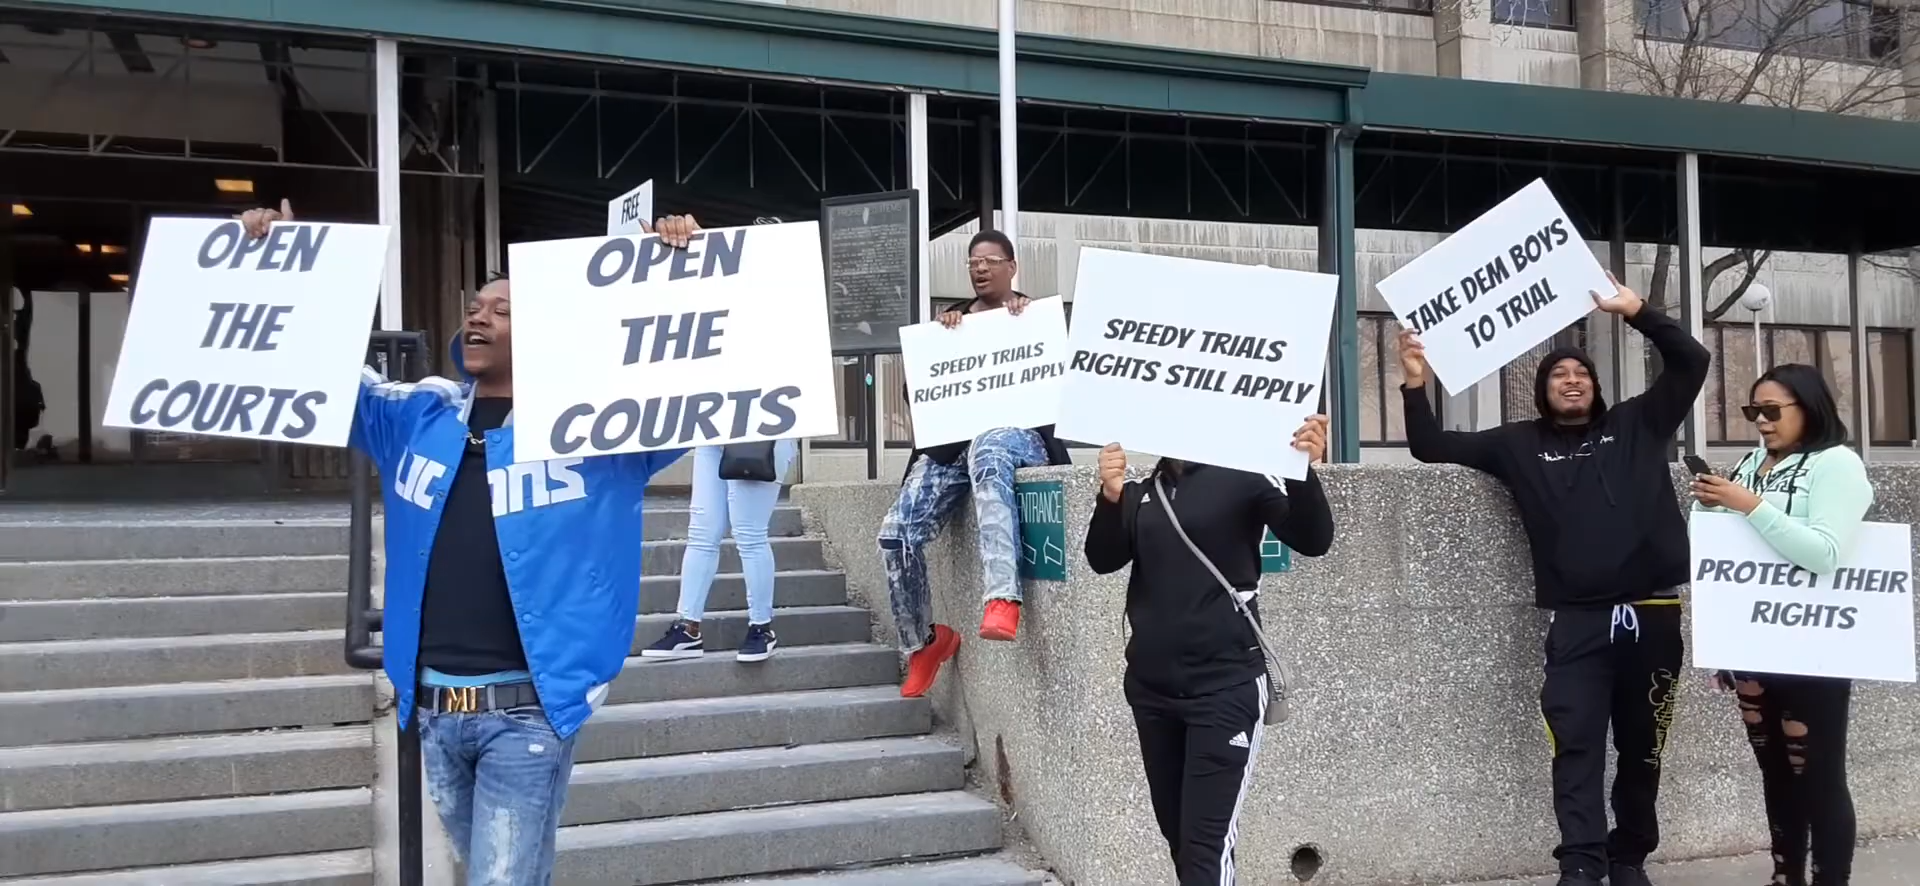 OPEN
THE
COURTS
FREE
OPEN
THE
COURTS
SPEEDY TRIALS
RIGHTS STILL APPLY
SPEEDY TRIALS
RIGHTS STILL APPLY
TAKE DEM BOYS
TO TRIAL
PROTECT THEIR
RIGHTS
ENTRANCE